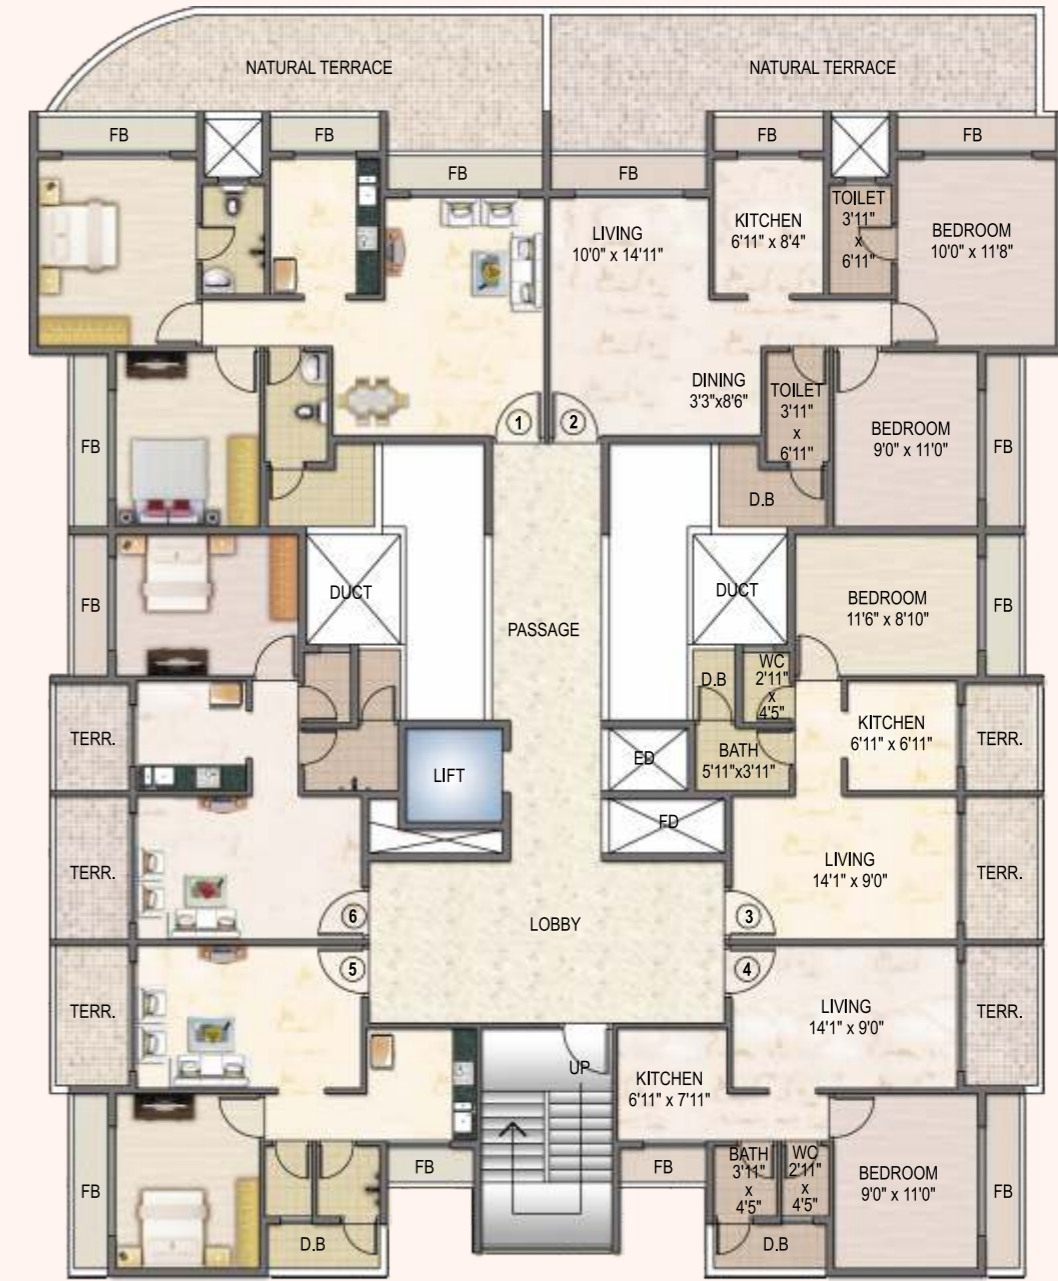 NATURAL TERRACE
NATURAL TERRACE
FB
FB
FB
FB
FB
FB
TOILET
3'11"
x
6'11"
KITCHEN
6'11" x 8'4"
LIVING
10'0" x 14'11"
BEDROOM
10'0" x 11'8"
DINING
3'3"x8'6"
TOILET
3'11"
x
6'11"
1
2
BEDROOM
9'0" x 11'0"
FB
FB
D.B
DUCT
DUCT
BEDROOM
11'6" x 8'10"
FB
FB
PASSAGE
WC
2'11"
x
4'5"
D.B
KITCHEN
6'11" x 6'11"
TERR.
TERR.
BATH
5'11"x3'11"
ED
LIFT
FD
LIVING
14'1" x 9'0"
TERR.
TERR.
6
3
LOBBY
5
4
TERR.
LIVING
14'1" x 9'0"
TERR.
UP
KITCHEN
6'11" x 7'11"
FB
FB
BATH
3'11"
x
4'5"
WC
2'11"
x
4'5"
BEDROOM
9'0" x 11'0"
FB
FB
D.B
D.B